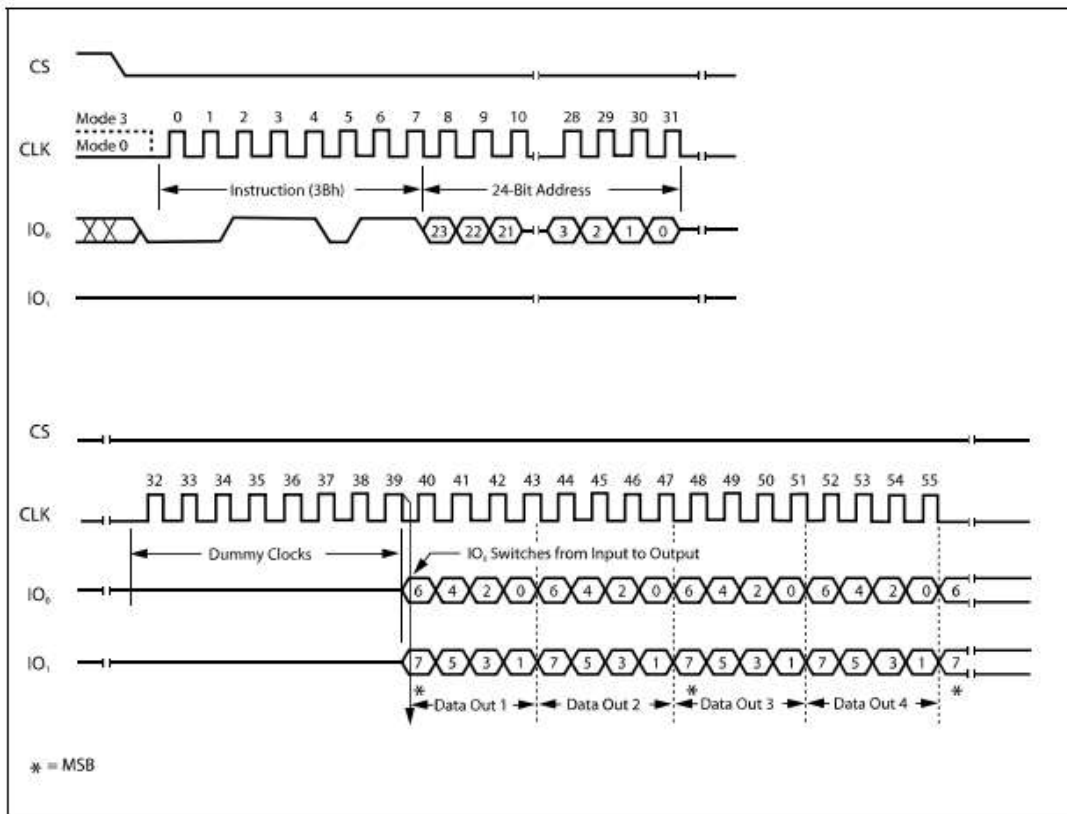 CS
Mode 3
0 1 2 3 4 5 6 7 8 9 10 28 29 30 31
CLK
Mode 0
Instruction (3Bh)
24-Bit Address
IO₀
23 22 21 3 2 1 0
IO₁
CS
32 33 34 35 36 37 38 39 40 41 42 43 44 45 46 47 48 49 50 51 52 53 54 55
CLK
Dummy Clocks
IO₀ Switches from Input to Output
IO₀
6 4 2 0 6 4 2 0 6 4 2 0 6 4 2 0 6
IO₁
7 5 3 1 7 5 3 1 7 5 3 1 7 5 3 1 7
* * *
Data Out 1 Data Out 2 Data Out 3 Data Out 4
* = MSB